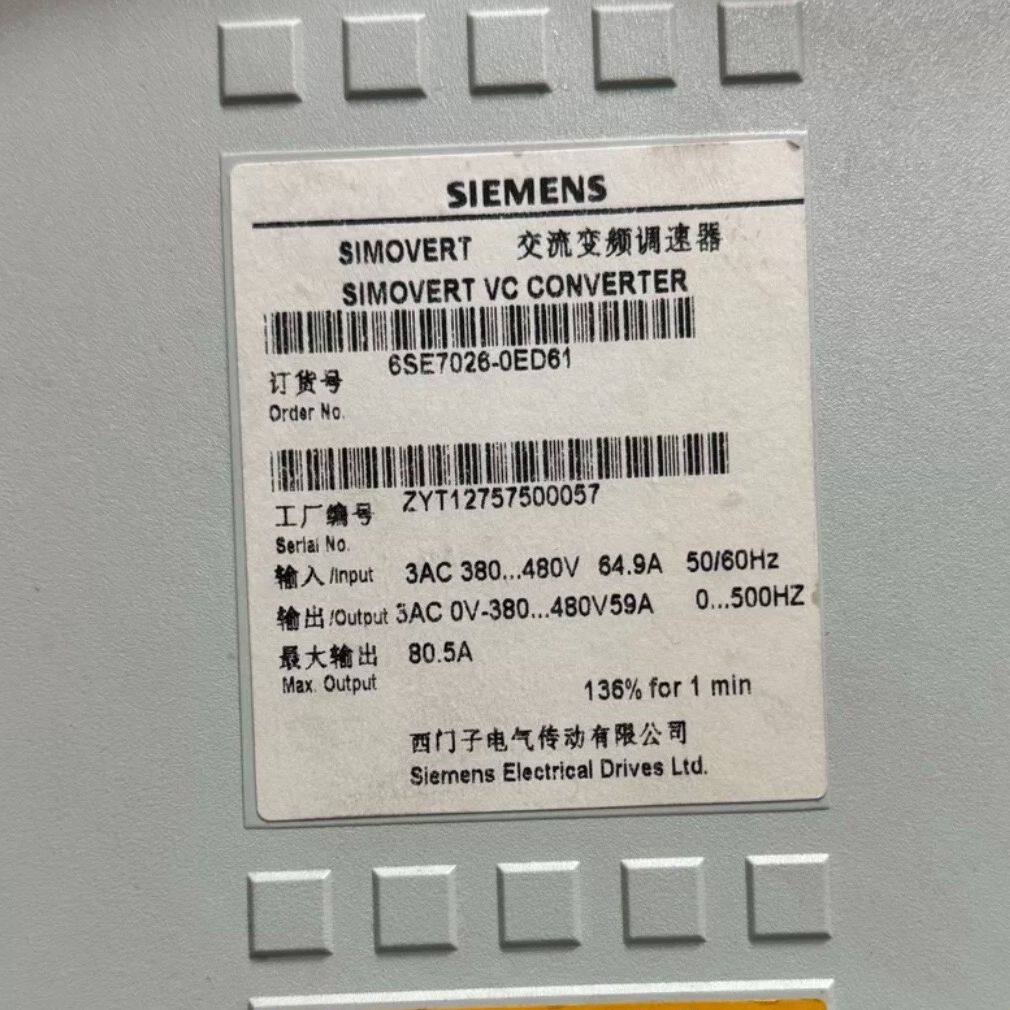 SIEMENS
SIMOVERT 交流变频调速器
SIMOVERT VC CONVERTER
6SE7026-0ED61
订货号
Order No.
ZYT12757500057
工厂编号
Serial No.
输入/Input 3AC 380...480V 64.9A 50/60Hz
输出/Output 3AC 0V-380...480V59A 0...500HZ
最大输出 80.5A
Max. Output
136% for 1 min
西门子电气传动有限公司
Siemens Electrical Drives Ltd.